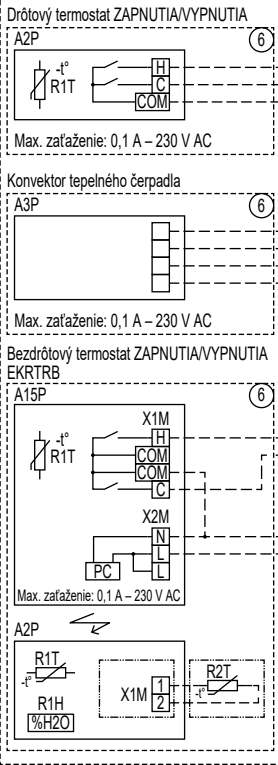 Drôtový termostat ZAPNUTIA/VYPNUTIA
A2P
6
-t°
R1T
H
C
COM
Max. zaťaženie: 0,1 A – 230 V AC
Konvektor tepelného čerpadla
A3P
6
Max. zaťaženie: 0,1 A – 230 V AC
Bezdrôtový termostat ZAPNUTIA/VYPNUTIA
EKRTRB
A15P
6
X1M
-t°
R1T
H
COM
COM
C
X2M
N
L
PC
L
Max. zaťaženie: 0,1 A – 230 V AC
A2P
R1T
-t°
R1H
%H2O
X1M
1
2
R2T
-t°